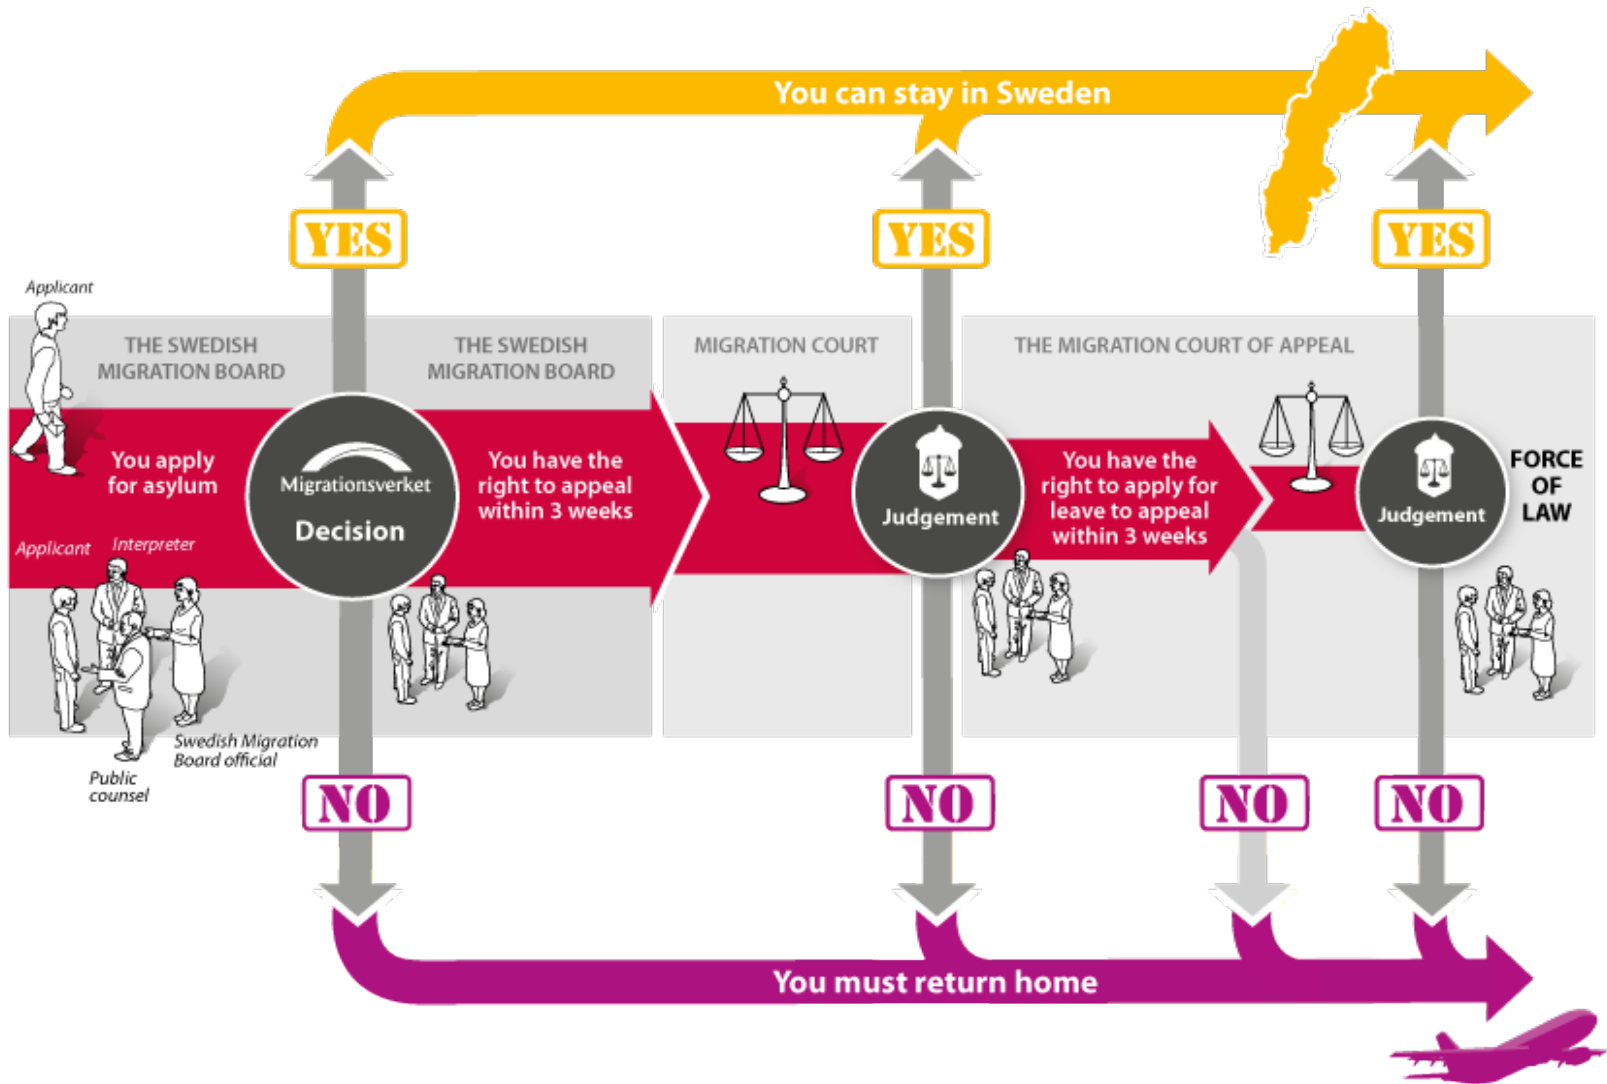 You can stay in Sweden
YES
YES
YES
Applicant
THE SWEDISH
MIGRATION BOARD
THE SWEDISH
MIGRATION BOARD
MIGRATION COURT
THE MIGRATION COURT OF APPEAL
You apply
for asylum
Migrationsverket
Decision
You have the
right to appeal
within 3 weeks
Judgement
You have the
right to apply for
leave to appeal
within 3 weeks
Judgement
FORCE
OF
LAW
Applicant
Interpreter
Swedish Migration
Board official
Public
counsel
NO
NO
NO
NO
You must return home